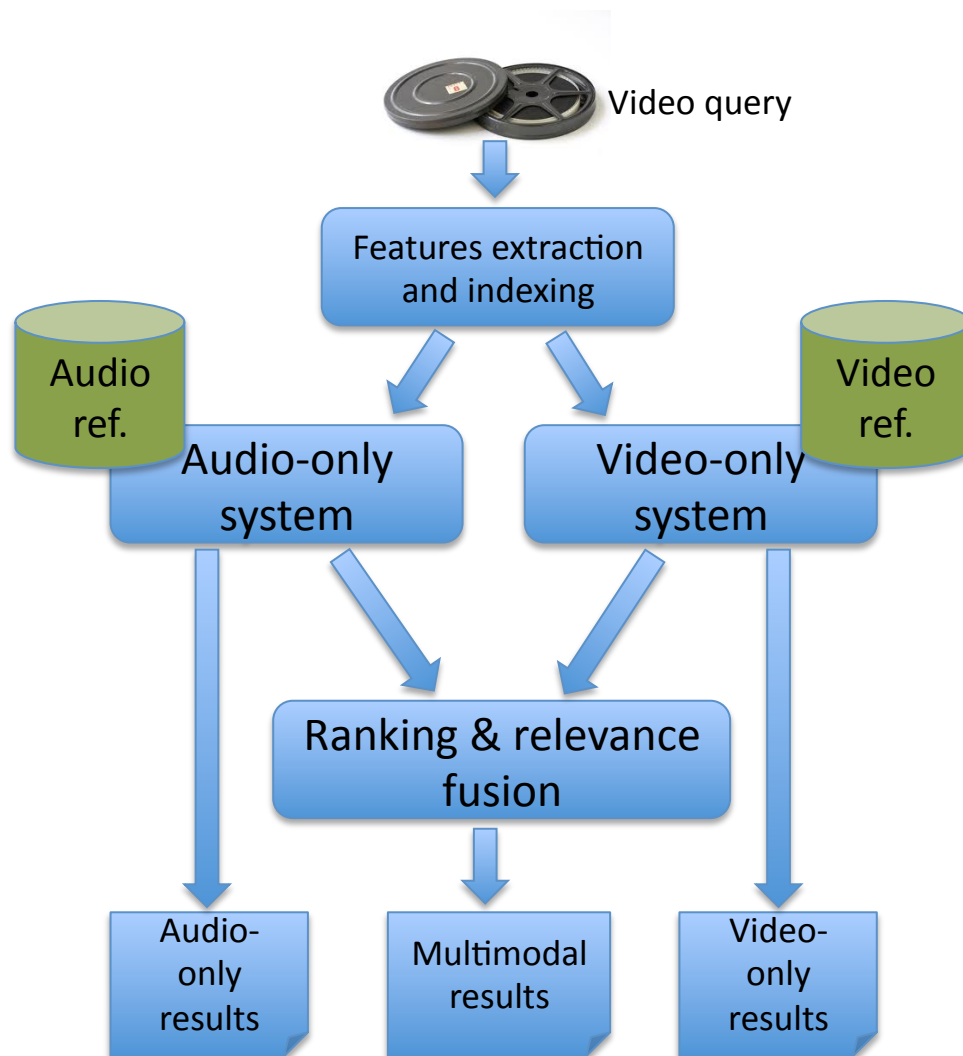 Video query
Features extraction
and indexing
Audio
ref.
Video
ref.
Audio-only
system
Video-only
system
Ranking & relevance
fusion
Audio-
only
results
Multimodal
results
Video-
only
results